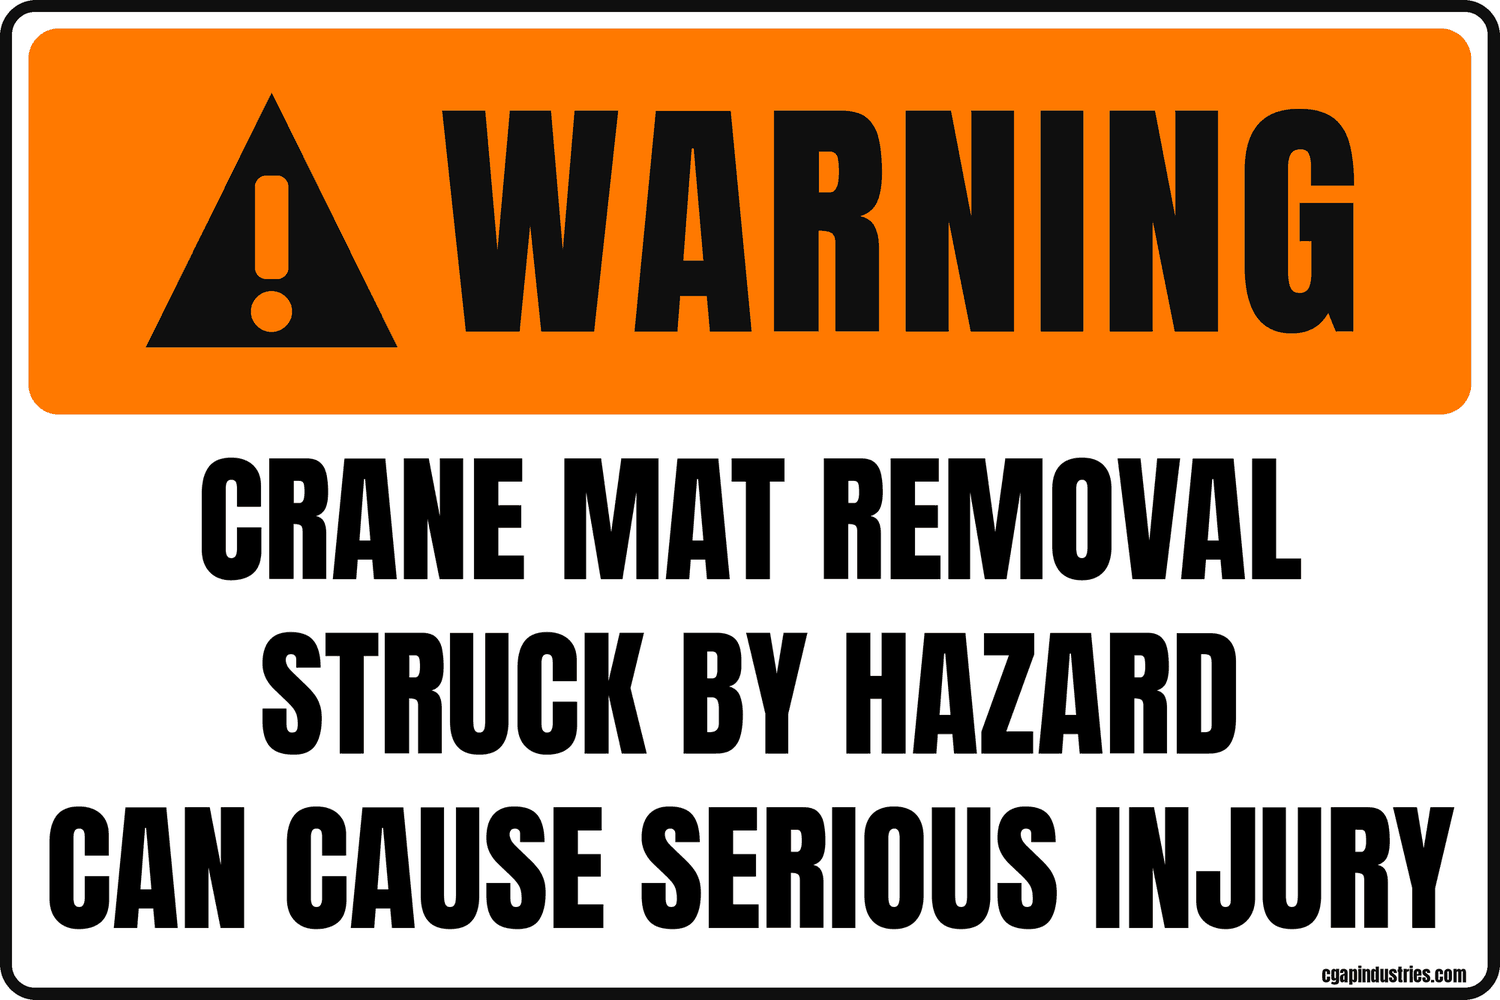 WARNING
CRANE MAT REMOVAL
STRUCK BY HAZARD
CAN CAUSE SERIOUS INJURY
cgapindustries.com